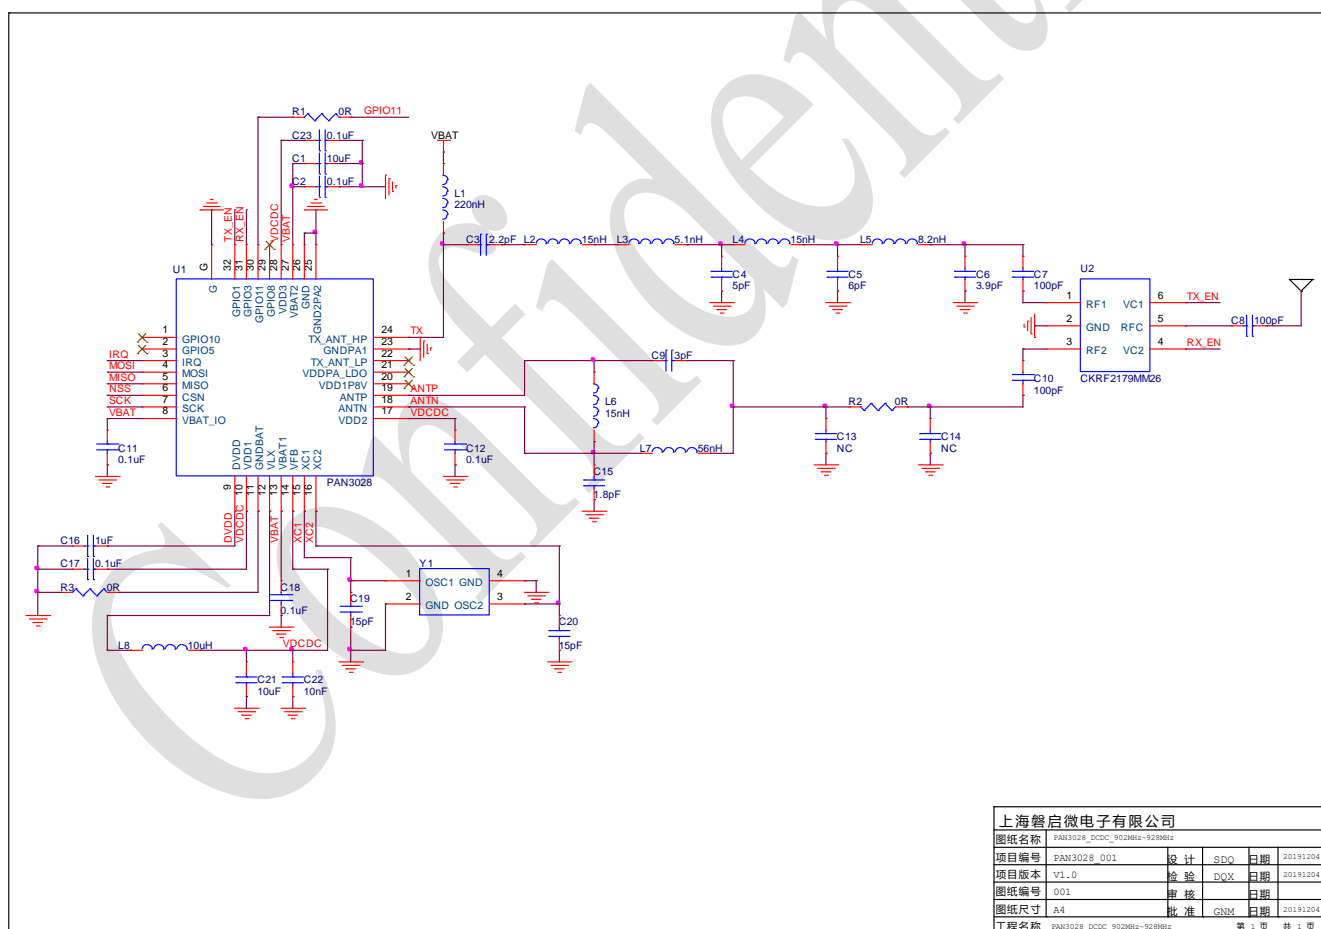 Confidential
R1 0R GPIO11
C23 0.1uF
C1 10uF
C2 0.1uF
VBAT
L1
220nH
TX_EN
RX_EN
VDCDC
VBAT
C3 2.2pF L2 15nH L3 5.1nH L4 15nH L5 8.2nH
C4
5pF
C5
6pF
C6
3.9pF
C7
100pF
U1
G 32 31 30 29 28 27 26 25
G GPIO1 GPIO3 GPIO11 GPIO8 VDD3 VBAT2 GND GND2PA2
1 GPIO10
2 GPIO5
IRQ 3 IRQ
MOSI 4 MOSI
MISO 5 MISO
NSS 6 CSN
SCK 7 SCK
VBAT 8 VBAT_IO
TX_ANT_HP 24 TX
GNDPA1 23
TX_ANT_LP 22
VDDPA_LDO 21
VDD1P8V 20
ANTP 19 ANTP
ANTN 18 ANTN
VDD2 17 VDCDC
DVDD VDD1 GNDBAT VLX VBAT1 VFB XC1 XC2
9 10 11 12 13 14 15 16
PAN3028
DVDD VDCDC VBAT XC1 XC2
U2
1 RF1 VC1 6 TX_EN
2 GND RFC 5
3 RF2 VC2 4 RX_EN
CKRF2179MM26
C8 100pF
C10
100pF
C9 3pF
L6
15nH
L7 56nH
C15
1.8pF
R2 0R
C13
NC
C14
NC
C11
0.1uF
C12
0.1uF
C16 1uF
C17 0.1uF
R3 0R
C18
0.1uF
C19
15pF
Y1
1 OSC1 GND 4
2 GND OSC2 3
C20
15pF
L8 10uH VDCDC
C21
10uF
C22
10nF
上海磐启微电子有限公司
图纸名称 PAN3028_DCDC_902MHz~928MHz
项目编号 PAN3028_001 设 计 SDQ 日期 20191204
项目版本 V1.0 检 验 DQX 日期 20191204
图纸编号 001 审 核 日期
图纸尺寸 A4 批 准 GNM 日期 20191204
工程名称 PAN3028_DCDC_902MHz~928MHz 第 1 页 共 1 页